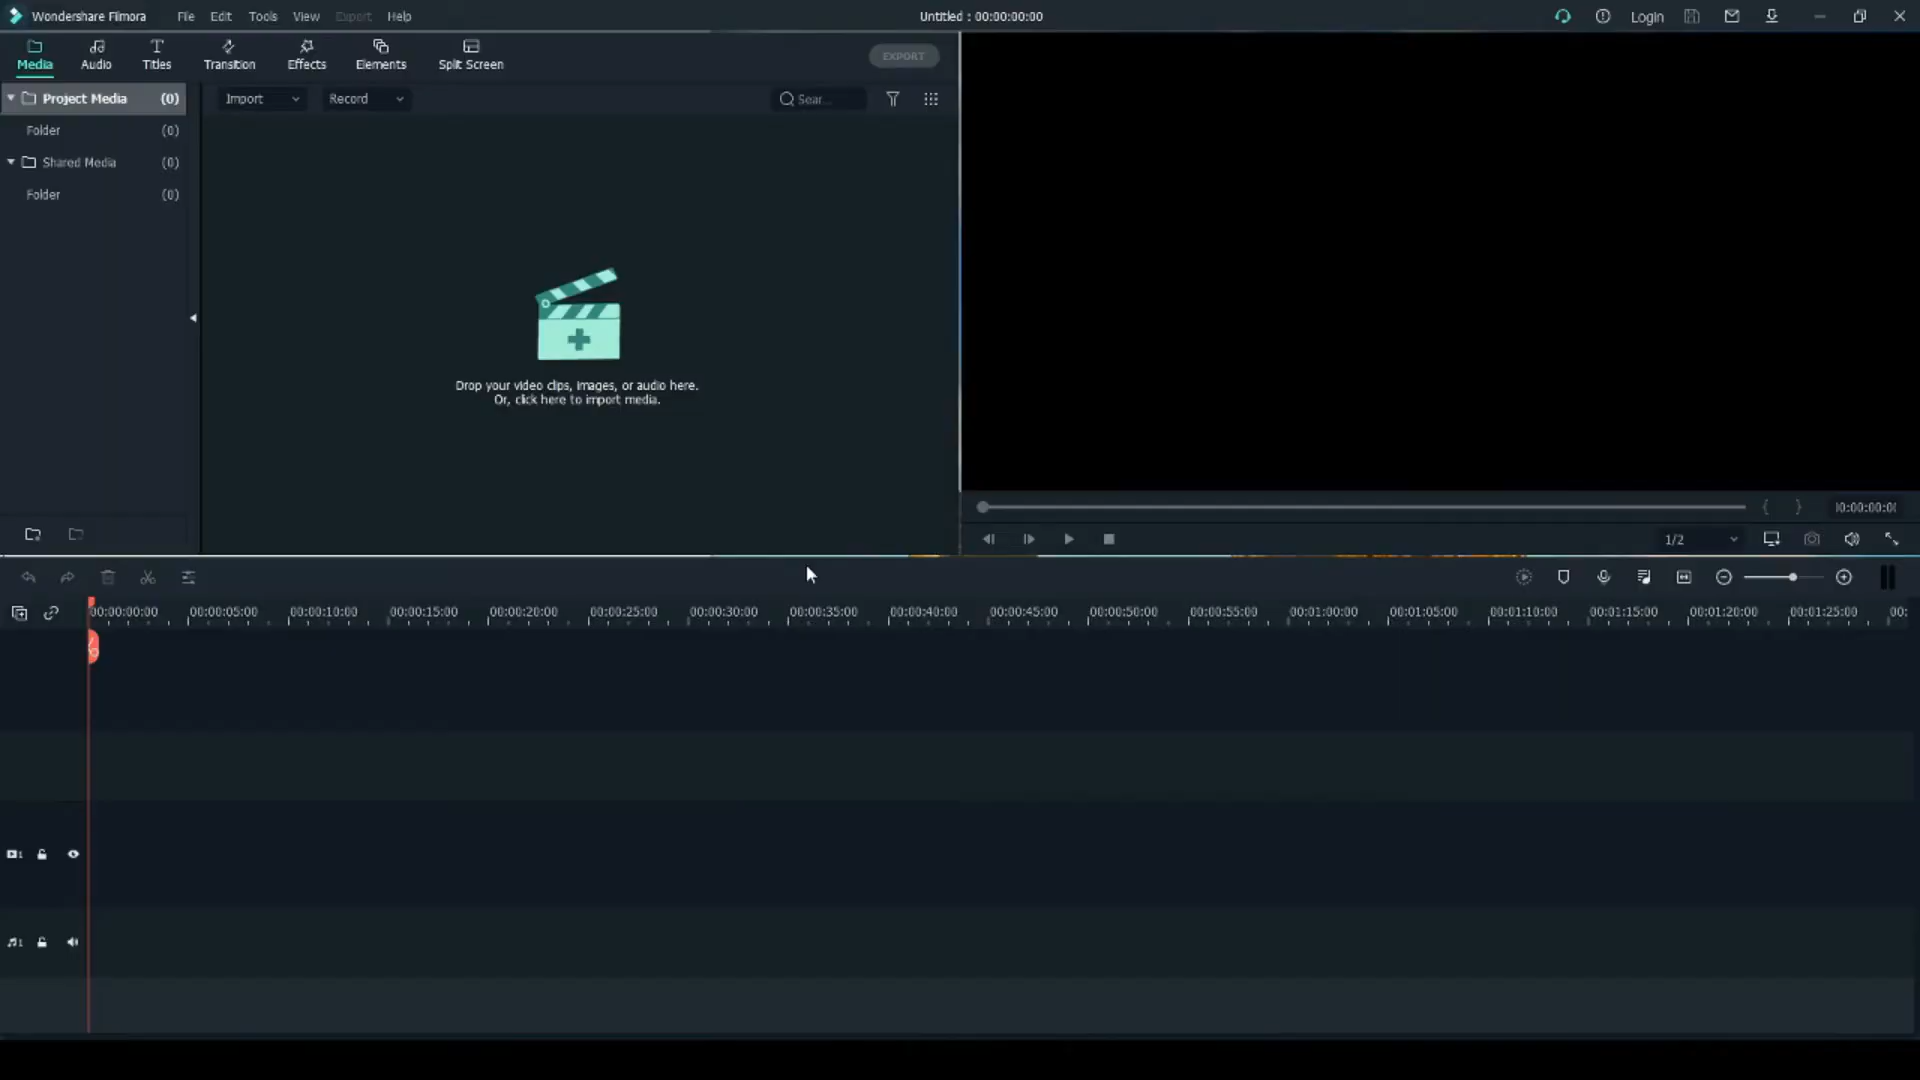 Wondershare Filmora File Edit Tools View Export Help Untitled : 00:00:00:00 Login
Media Audio Titles Transition Effects Elements Split Screen EXPORT
Project Media (0) Import Record Sear...
Folder (0)
Shared Media (0)
Folder (0)
Drop your video clips, images, or audio here.
Or, click here to import media.
1/2
00:00:00:00 00:00:05:00 00:00:10:00 00:00:15:00 00:00:20:00 00:00:25:00 00:00:30:00 00:00:35:00 00:00:40:00 00:00:45:00 00:00:50:00 00:00:55:00 00:01:00:00 00:01:05:00 00:01:10:00 00:01:15:00 00:01:20:00 00:01:25:00 00:
1
1